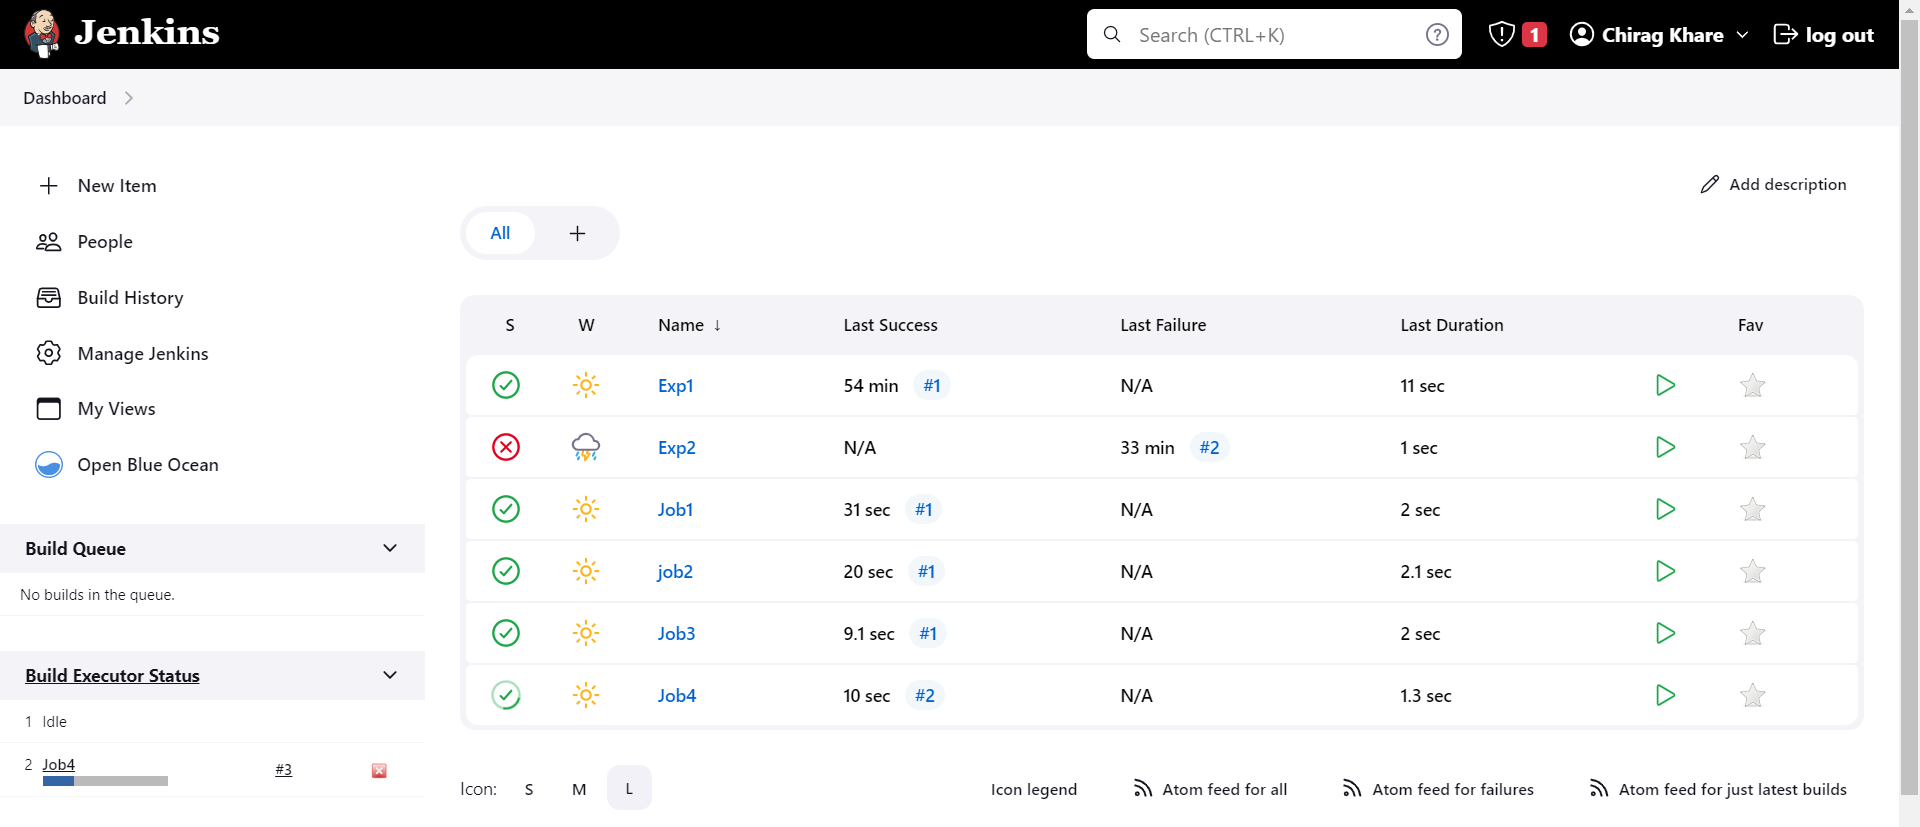 Jenkins
Search (CTRL+K)
?
1
Chirag Khare
log out
Dashboard
New Item
People
Build History
Manage Jenkins
My Views
Open Blue Ocean
Build Queue
No builds in the queue.
Build Executor Status
1 Idle
2 Job4 #3
Add description
All +
S W Name ↓ Last Success Last Failure Last Duration Fav
Exp1 54 min #1 N/A 11 sec
Exp2 N/A 33 min #2 1 sec
Job1 31 sec #1 N/A 2 sec
job2 20 sec #1 N/A 2.1 sec
Job3 9.1 sec #1 N/A 2 sec
Job4 10 sec #2 N/A 1.3 sec
Icon: S M L
Icon legend
Atom feed for all
Atom feed for failures
Atom feed for just latest builds